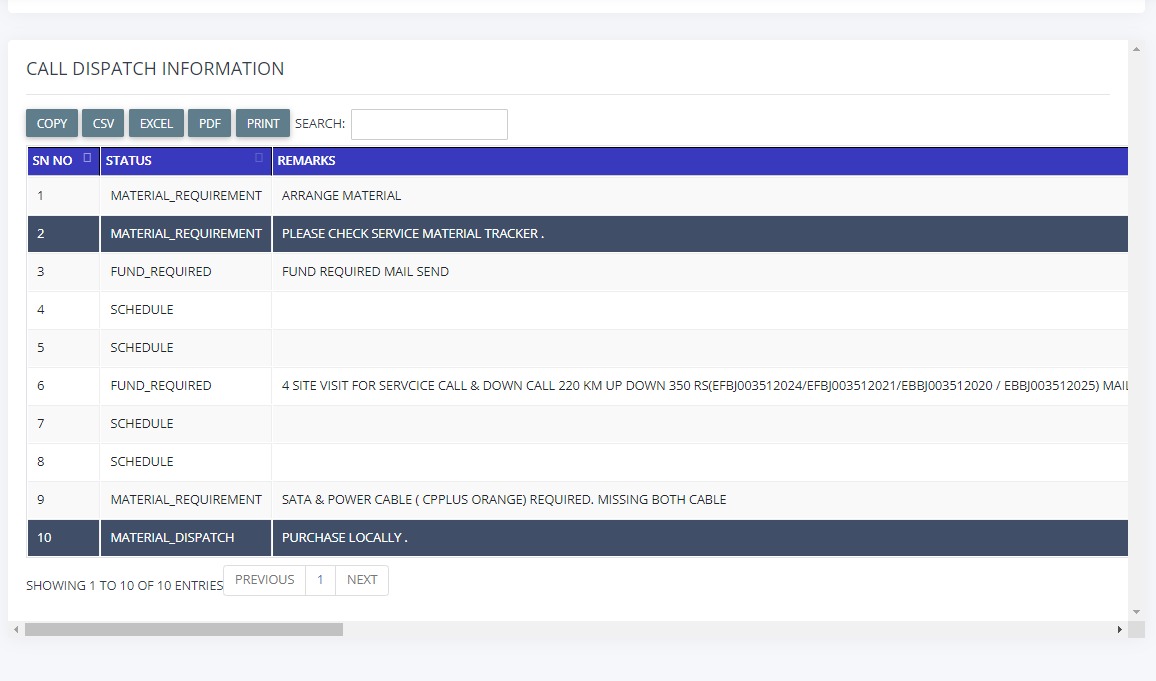 CALL DISPATCH INFORMATION
COPY CSV EXCEL PDF PRINT SEARCH:
SN NO STATUS REMARKS
1 MATERIAL_REQUIREMENT ARRANGE MATERIAL
2 MATERIAL_REQUIREMENT PLEASE CHECK SERVICE MATERIAL TRACKER .
3 FUND_REQUIRED FUND REQUIRED MAIL SEND
4 SCHEDULE
5 SCHEDULE
6 FUND_REQUIRED 4 SITE VISIT FOR SERVCICE CALL & DOWN CALL 220 KM UP DOWN 350 RS(EFBJ003512024/EFBJ003512021/EBBJ003512020 / EBBJ003512025) MAIL
7 SCHEDULE
8 SCHEDULE
9 MATERIAL_REQUIREMENT SATA & POWER CABLE ( CPPLUS ORANGE) REQUIRED. MISSING BOTH CABLE
10 MATERIAL_DISPATCH PURCHASE LOCALLY .
SHOWING 1 TO 10 OF 10 ENTRIES PREVIOUS 1 NEXT